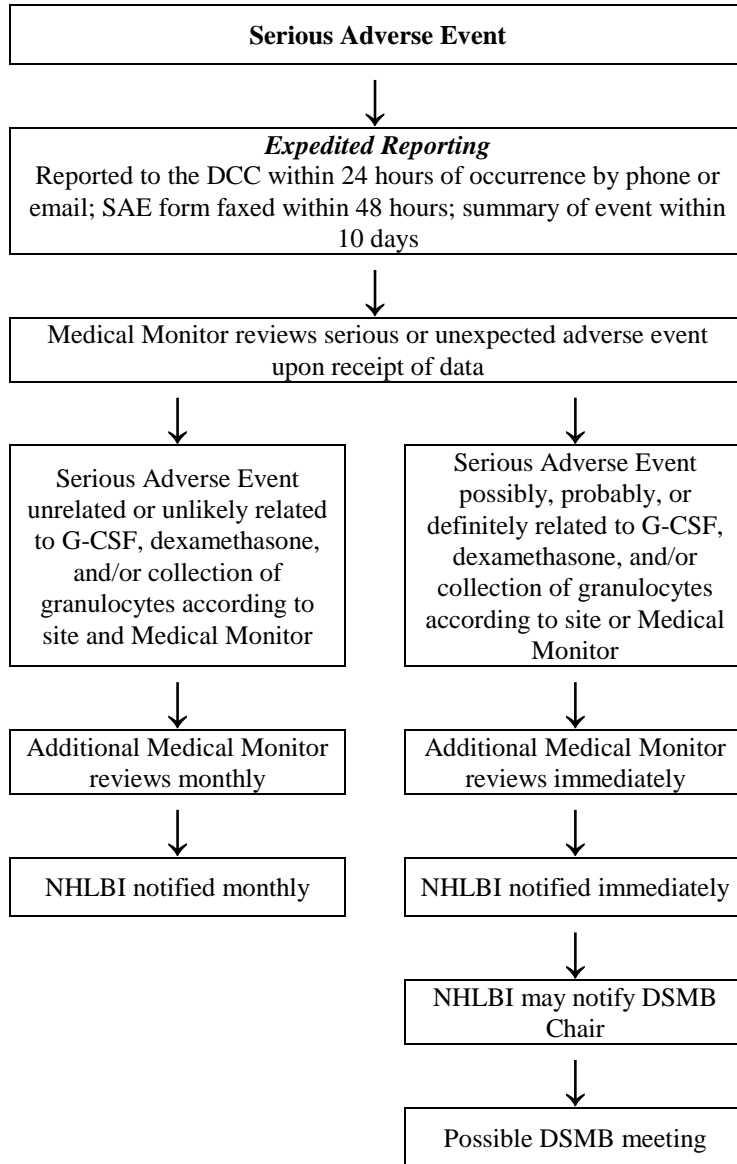 Serious Adverse Event
Expedited Reporting
Reported to the DCC within 24 hours of occurrence by phone or
email; SAE form faxed within 48 hours; summary of event within
10 days
Medical Monitor reviews serious or unexpected adverse event
upon receipt of data
Serious Adverse Event
unrelated or unlikely related
to G-CSF, dexamethasone,
and/or collection of
granulocytes according to
site and Medical Monitor
Serious Adverse Event
possibly, probably, or
definitely related to G-CSF,
dexamethasone, and/or
collection of granulocytes
according to site or Medical
Monitor
Additional Medical Monitor
reviews monthly
Additional Medical Monitor
reviews immediately
NHLBI notified monthly
NHLBI notified immediately
NHLBI may notify DSMB
Chair
Possible DSMB meeting